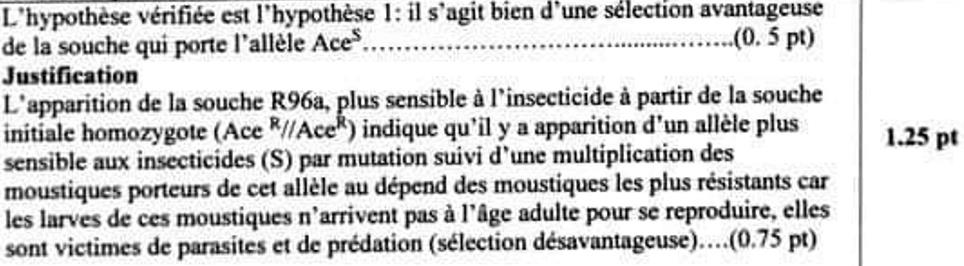 L'hypothèse vérifiée est l'hypothèse 1: il s'agit bien d'une sélection avantageuse
de la souche qui porte l'allèle Ace^S.................................................(0. 5 pt)
Justification
L'apparition de la souche R96a, plus sensible à l'insecticide à partir de la souche
initiale homozygote (Ace ^R//Ace^R) indique qu'il y a apparition d'un allèle plus
sensible aux insecticides (S) par mutation suivi d'une multiplication des
moustiques porteurs de cet allèle au dépend des moustiques les plus résistants car
les larves de ces moustiques n'arrivent pas à l'âge adulte pour se reproduire, elles
sont victimes de parasites et de prédation (sélection désavantageuse)....(0.75 pt)
1.25 pt